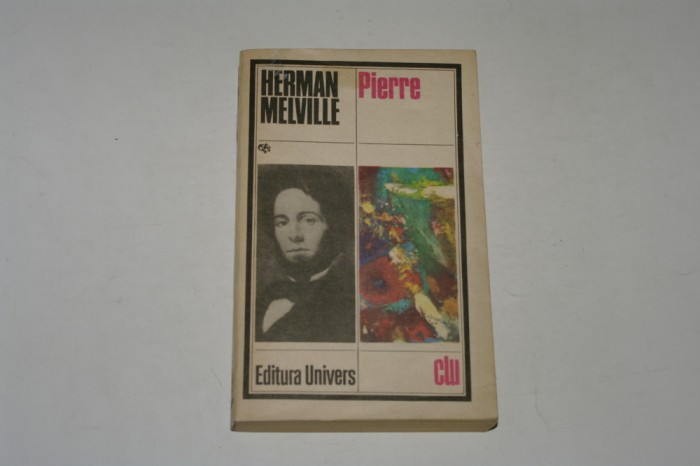 HERMAN
MELVILLE
Pierre
Editura Univers
clu